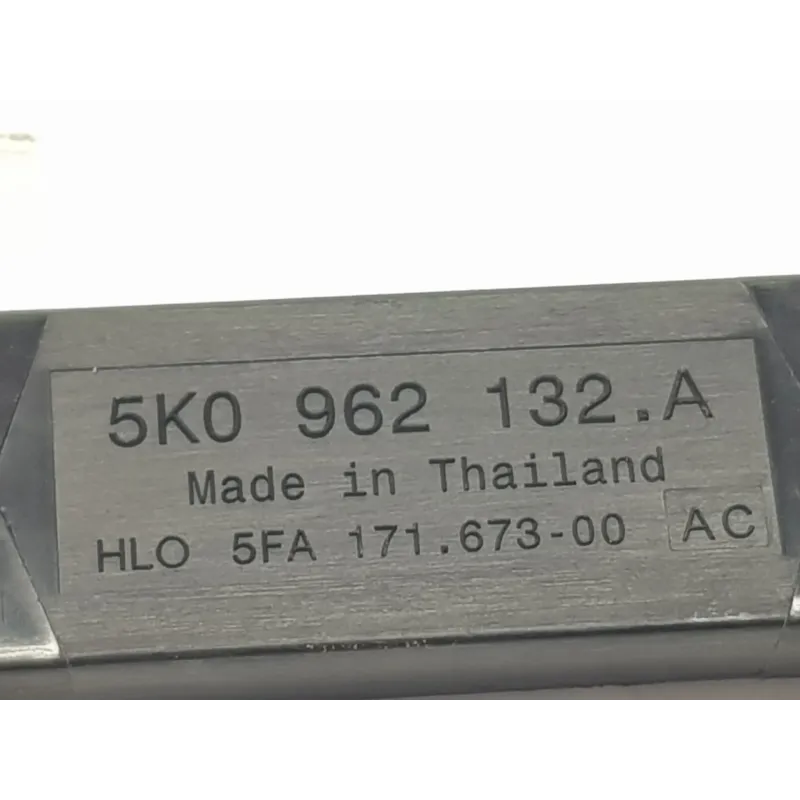 5K0 962 132.A
Made in Thailand
HLO 5FA 171.673-00 AC